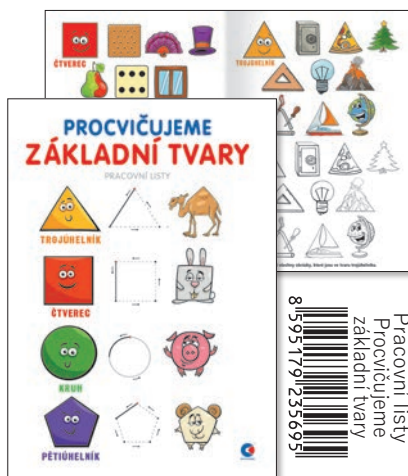 ČTVEREC
TROJÚHELNÍK
PROCVIČUJEME
ZÁKLADNÍ TVARY
PRACOVNÍ LISTY
TROJÚHELNÍK
ČTVEREC
KRUH
PĚTIÚHELNÍK
Pracovní listy
Procvičujeme
základní tvary
8 595179 235695